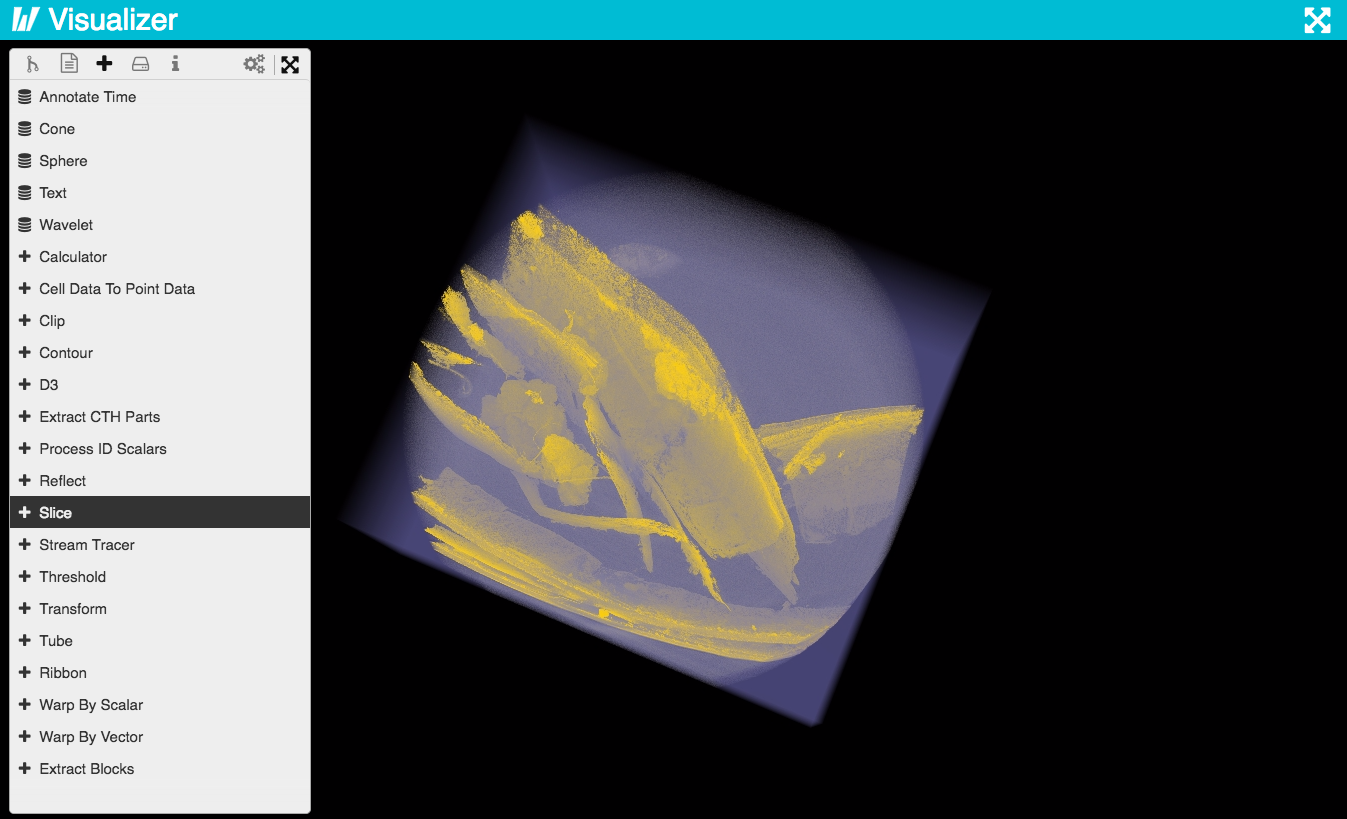 Visualizer
Annotate Time
Cone
Sphere
Text
Wavelet
Calculator
Cell Data To Point Data
Clip
Contour
D3
Extract CTH Parts
Process ID Scalars
Reflect
Slice
Stream Tracer
Threshold
Transform
Tube
Ribbon
Warp By Scalar
Warp By Vector
Extract Blocks